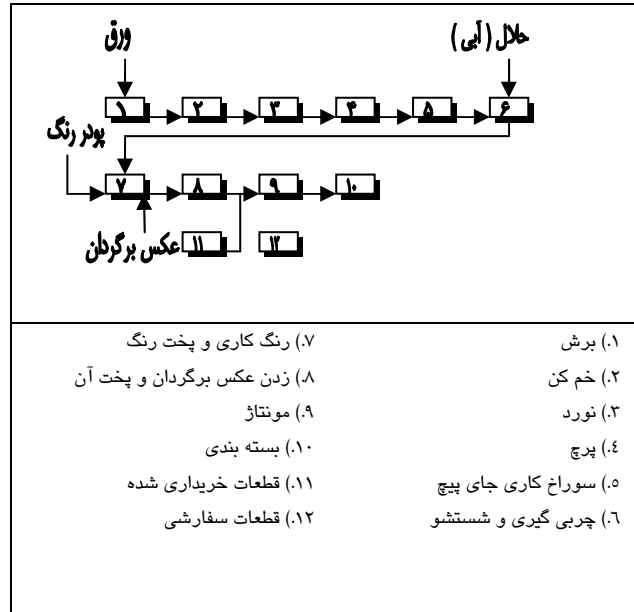 ورق
حلال ( آبی )
۱ ۲ ۳ ۴ ۵ ۶
پودر رنگ
۷ ۸ ۹ ۱۰
عکس برگردان ۱۱ ۱۲
۱.) برش
۲.) خم کن
۳.) نورد
٤.) پرچ
٥.) سوراخ کاری جای پیچ
٦.) چربی گیری و شستشو
۷.) رنگ کاری و پخت رنگ
۸.) زدن عکس برگردان و پخت آن
۹.) مونتاژ
۱۰.) بسته بندی
۱۱.) قطعات خریداری شده
۱۲.) قطعات سفارشی